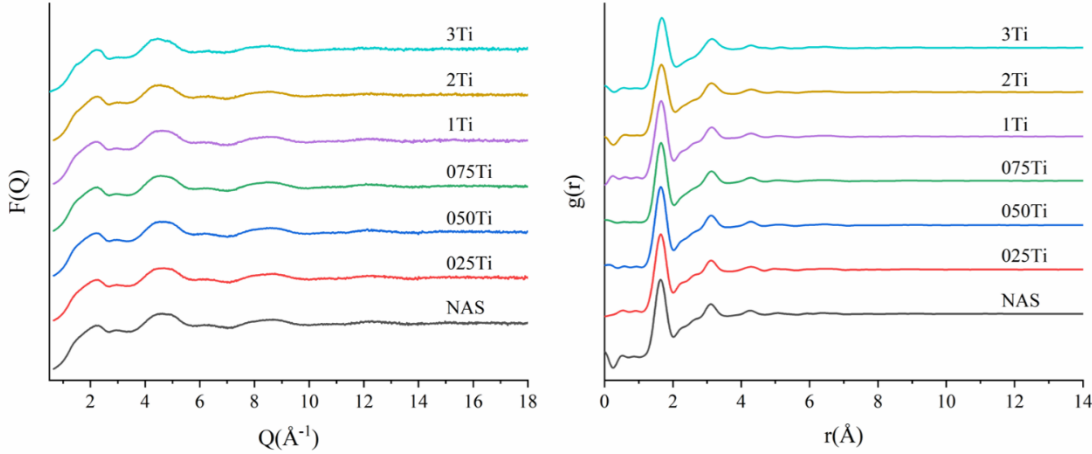 3Ti
2Ti
1Ti
075Ti
050Ti
025Ti
NAS
F(Q)
2 4 6 8 10 12 14 16 18
Q(Å⁻¹)
3Ti
2Ti
1Ti
075Ti
050Ti
025Ti
NAS
g(r)
0 2 4 6 8 10 12 14
r(Å)